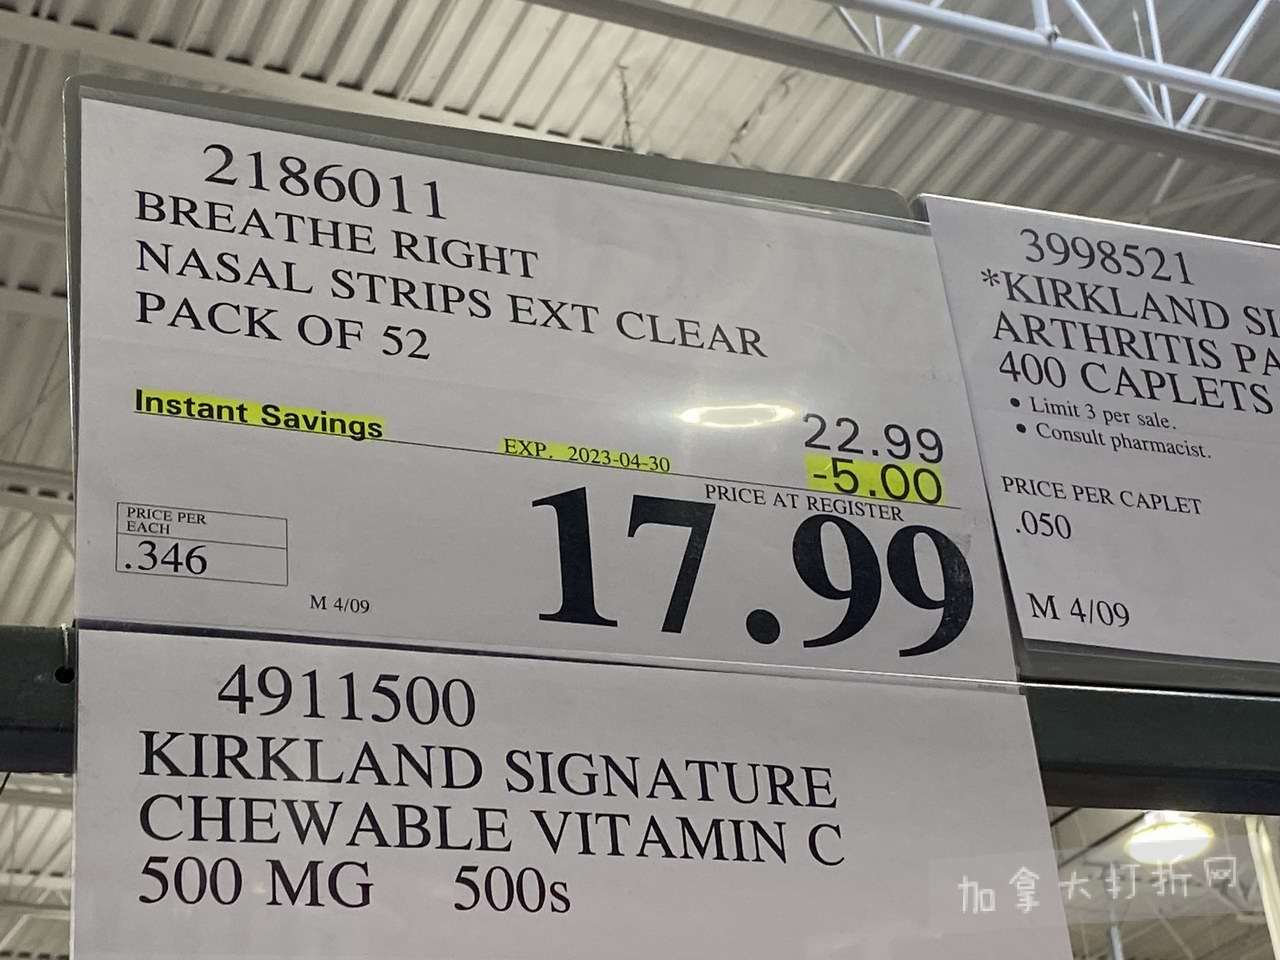 2186011
BREATHE RIGHT
NASAL STRIPS EXT CLEAR
PACK OF 52
Instant Savings
22.99
EXP. 2023-04-30
-5.00
PRICE AT REGISTER
17.99
PRICE PER
EACH
.346
M 4/09
3998521
*KIRKLAND SI
ARTHRITIS PA
400 CAPLETS
• Limit 3 per sale.
• Consult pharmacist.
PRICE PER CAPLET
.050
M 4/09
4911500
KIRKLAND SIGNATURE
CHEWABLE VITAMIN C
500 MG 500s
加拿大打折网